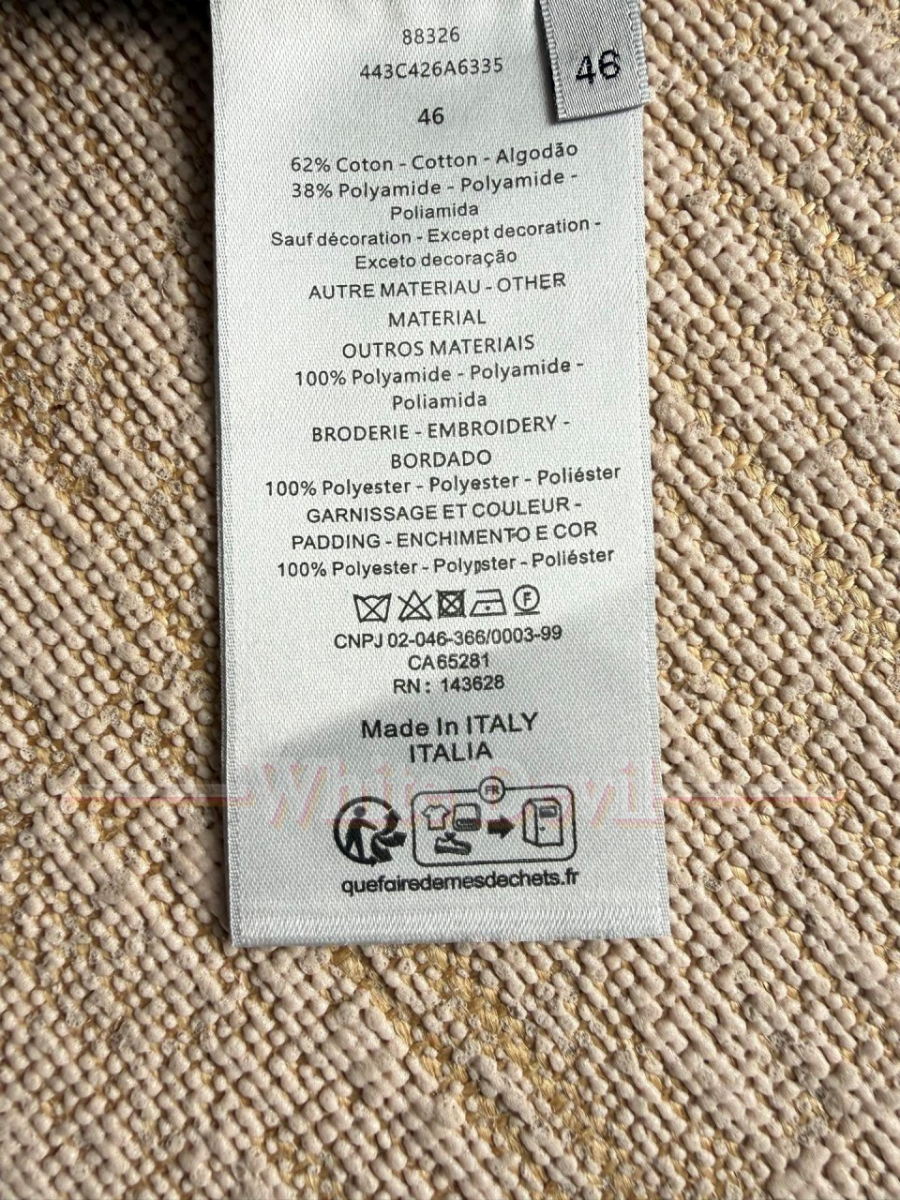 88326
443C426A6335
46
46
62% Coton - Cotton - Algodão
38% Polyamide - Polyamide -
Poliamida
Sauf décoration - Except decoration -
Exceto decoração
AUTRE MATERIAU - OTHER
MATERIAL
OUTROS MATERIAIS
100% Polyamide - Polyamide -
Poliamida
BRODERIE - EMBROIDERY -
BORDADO
100% Polyester - Polyester - Poliéster
GARNISSAGE ET COULEUR -
PADDING - ENCHIMENTO E COR
100% Polyester - Polypster - Poliéster
F
CNPJ 02-046-366/0003-99
CA 65281
RN : 143628
Made In ITALY
ITALIA
FR
quefairedemesdechets.fr